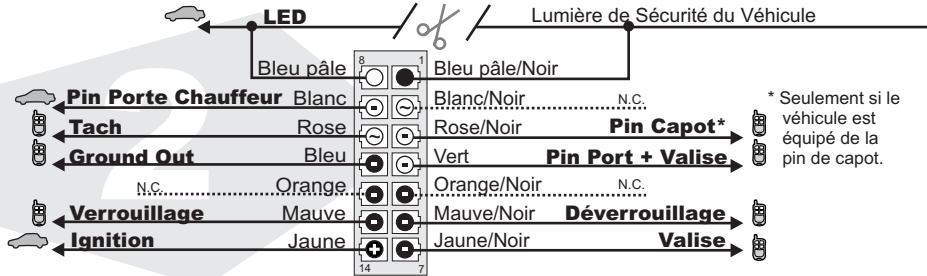 LED Lumière de Sécurité du Véhicule
8 1
Bleu pâle Bleu pâle/Noir
Pin Porte Chauffeur Blanc Blanc/Noir N.C.
Tach Rose Rose/Noir Pin Capot*
Ground Out Bleu Vert Pin Port + Valise
N.C. Orange Orange/Noir N.C.
Verrouillage Mauve Mauve/Noir Déverrouillage
Ignition Jaune Jaune/Noir Valise
14 7
2
* Seulement si le
véhicule est
équipé de la
pin de capot.